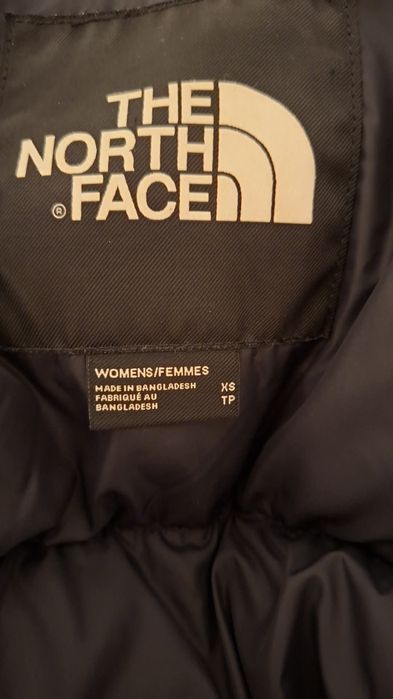 THE
NORTH
® FACE
WOMENS/FEMMES
MADE IN BANGLADESH XS
FABRIQUÉ AU TP
BANGLADESH